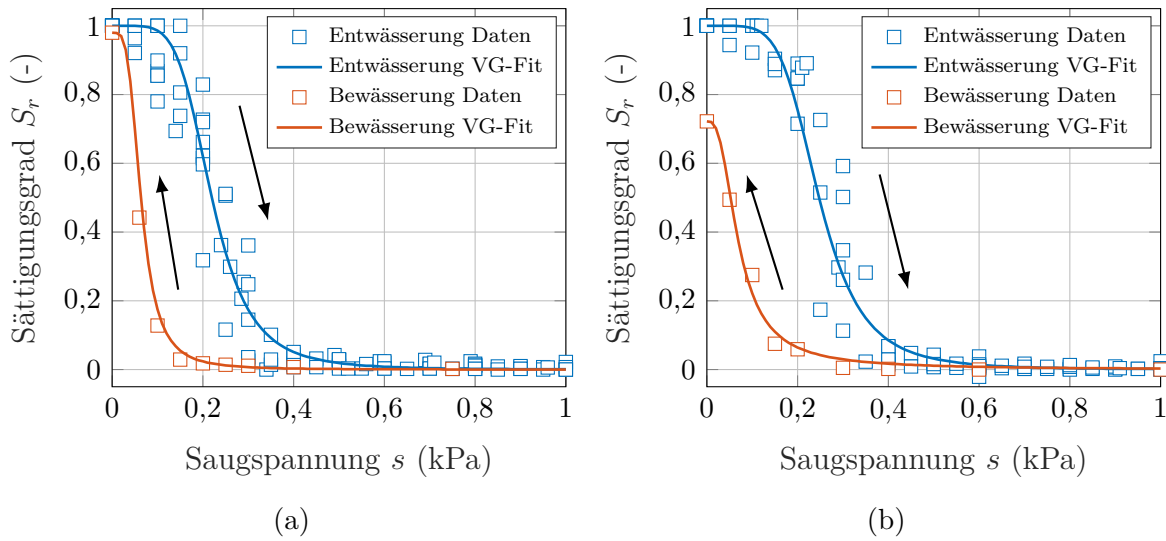 1
0,8
0,6
0,4
0,2
0
0 0,2 0,4 0,6 0,8 1
Sättigungsgrad S_r (-)
Saugspannung s (kPa)
Entwässerung Daten
Entwässerung VG-Fit
Bewässerung Daten
Bewässerung VG-Fit
(a)
1
0,8
0,6
0,4
0,2
0
0 0,2 0,4 0,6 0,8 1
Sättigungsgrad S_r (-)
Saugspannung s (kPa)
Entwässerung Daten
Entwässerung VG-Fit
Bewässerung Daten
Bewässerung VG-Fit
(b)